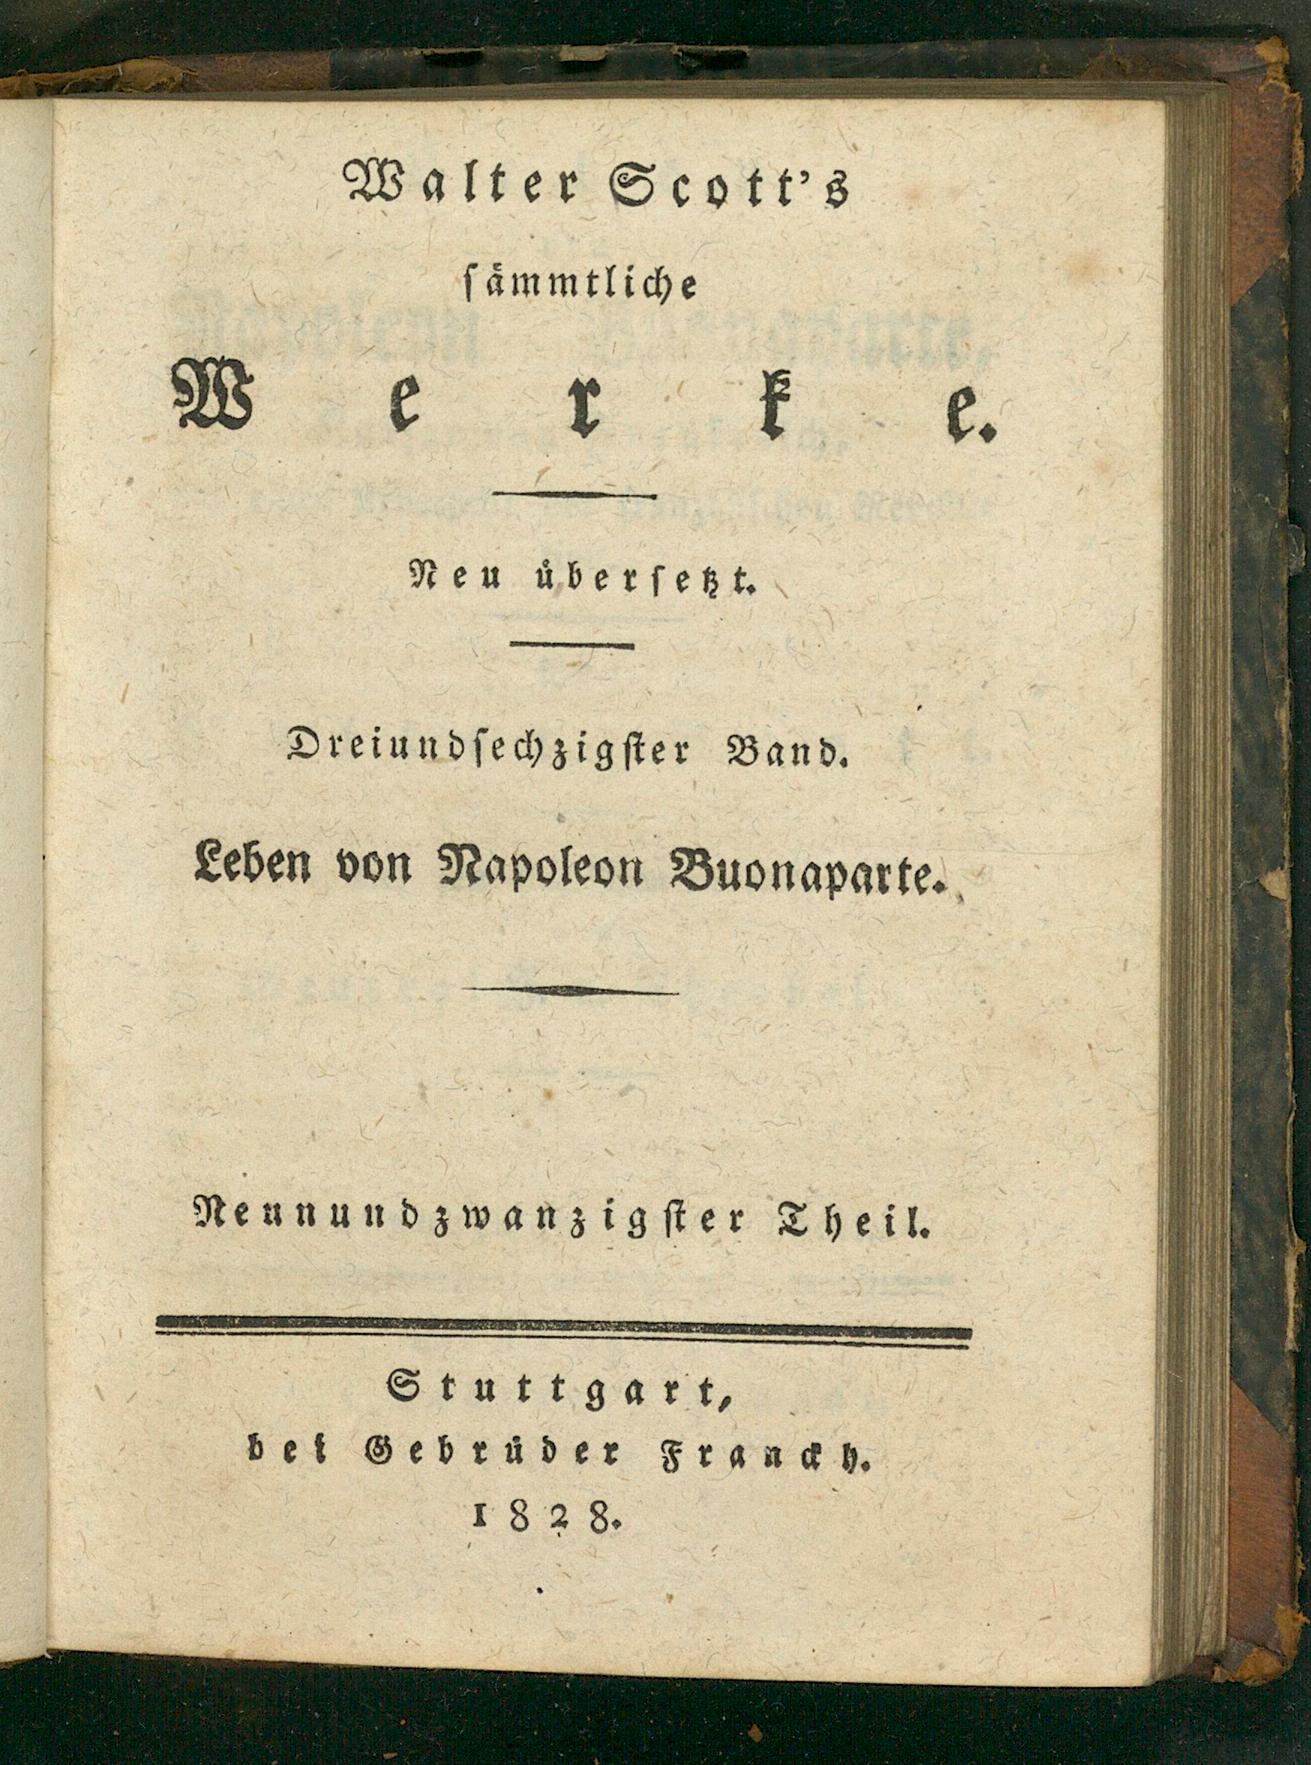 Walter Scott's
sämmtliche
Werke.
Neu übersetzt.
Dreiundsechzigster Band.
Leben von Napoleon Buonaparte.
Neunundzwanzigster Theil.
Stuttgart,
bei Gebrüder Franckh.
1828.